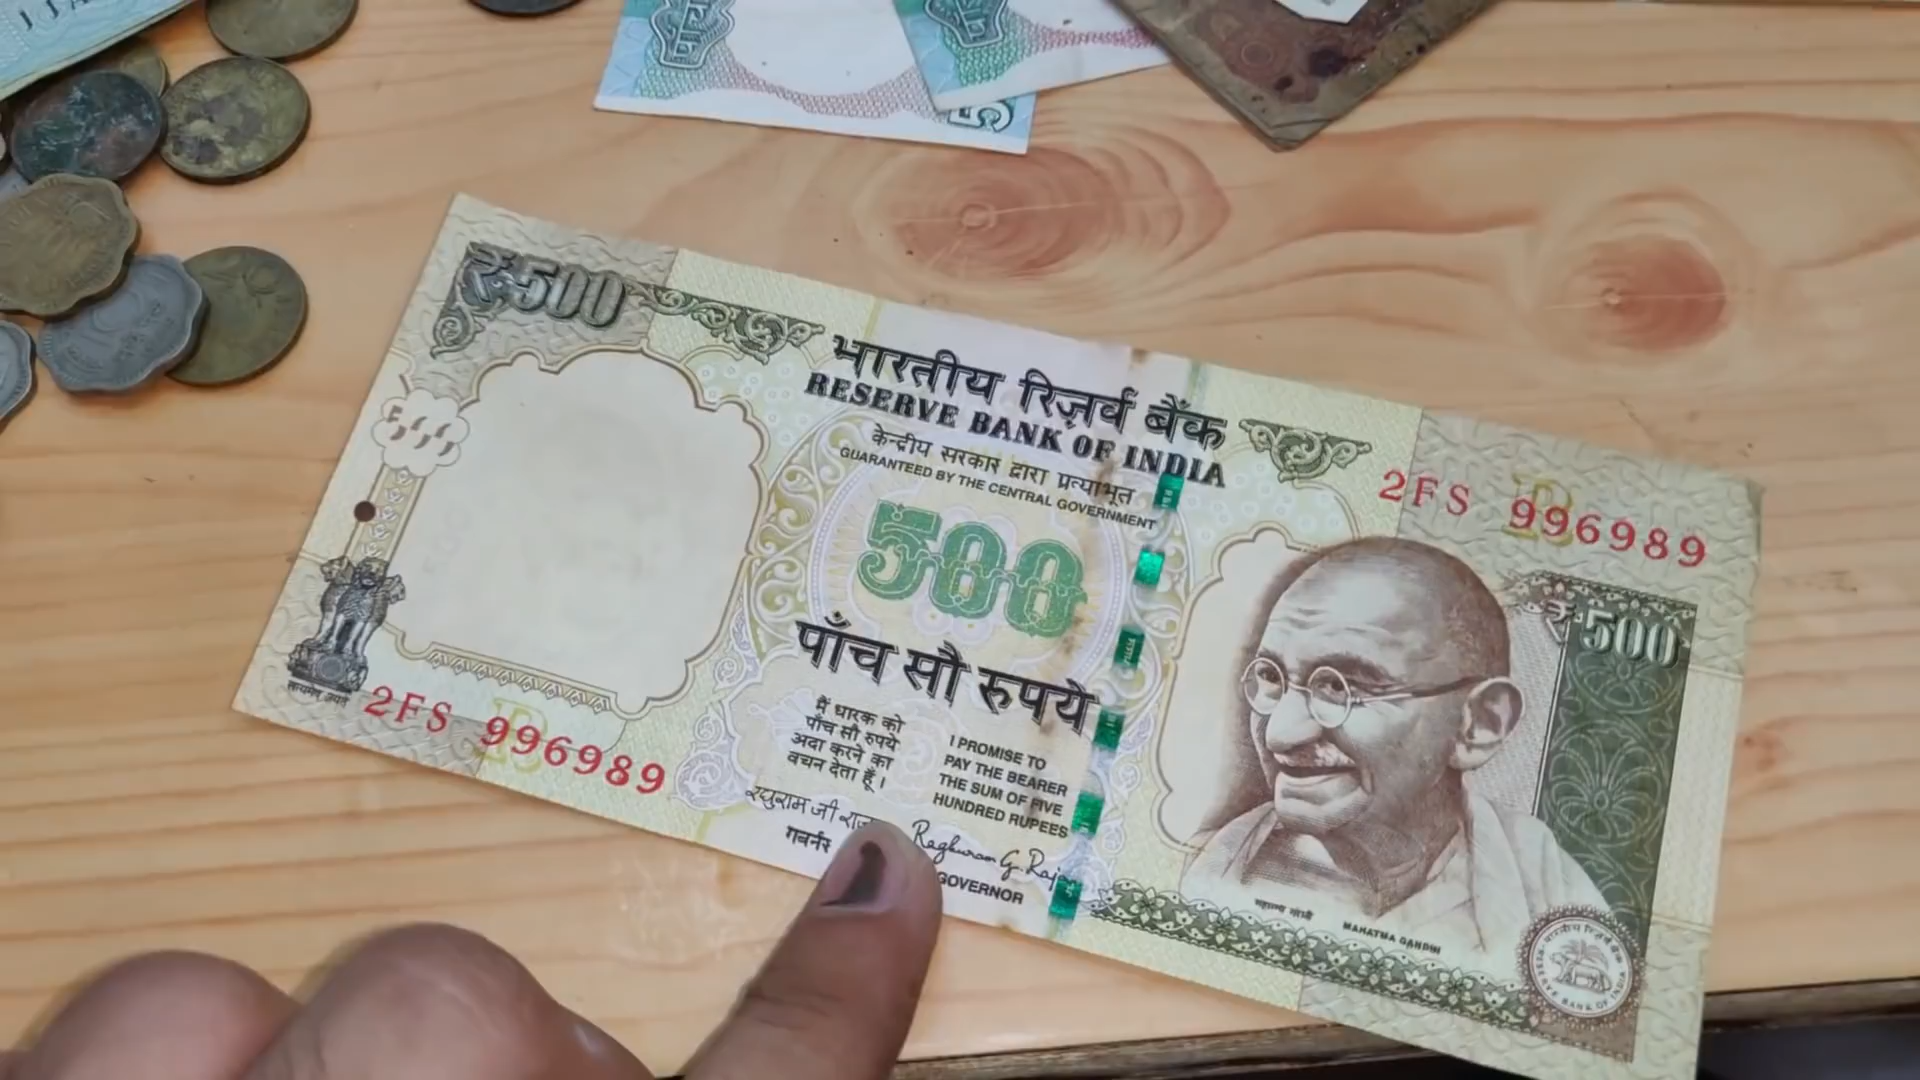 ₹500
भारतीय रिज़र्व बैंक
RESERVE BANK OF INDIA
केन्द्रीय सरकार द्वारा प्रत्याभूत
GUARANTEED BY THE CENTRAL GOVERNMENT
2FS 996989
500
₹500
पाँच सौ रुपये
सत्यमेव जयते
2FS 996989
मैं धारक को
पाँच सौ रुपये
अदा करने का
वचन देता हूँ।
I PROMISE TO
PAY THE BEARER
THE SUM OF FIVE
HUNDRED RUPEES
रघुराम जी
Raghuram G. Raja
गवर्नर
GOVERNOR
महात्मा गांधी
MAHATMA GANDHI
भारतीय रिज़र्व बैंक
RESERVE BANK OF INDIA